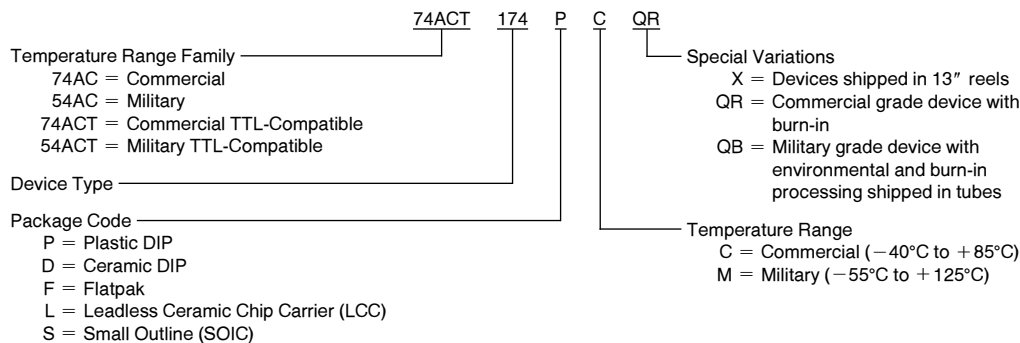 74ACT 174 P C QR
Temperature Range Family
74AC = Commercial
54AC = Military
74ACT = Commercial TTL-Compatible
54ACT = Military TTL-Compatible
Device Type
Package Code
P = Plastic DIP
D = Ceramic DIP
F = Flatpak
L = Leadless Ceramic Chip Carrier (LCC)
S = Small Outline (SOIC)
Special Variations
X = Devices shipped in 13″ reels
QR = Commercial grade device with
burn-in
QB = Military grade device with
environmental and burn-in
processing shipped in tubes
Temperature Range
C = Commercial (−40°C to +85°C)
M = Military (−55°C to +125°C)